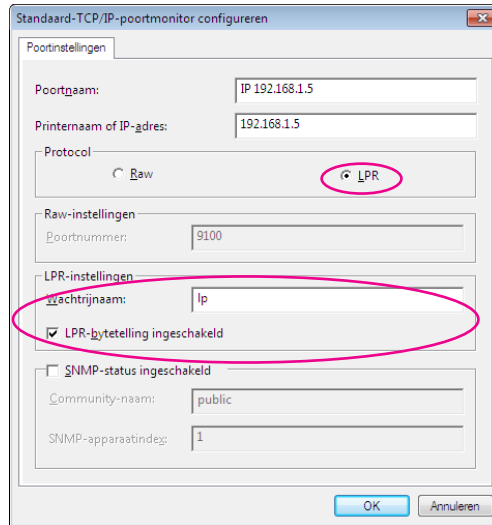 Standaard-TCP/IP-poortmonitor configureren
Poortinstellingen
Poortnaam: IP 192.168.1.5
Printernaam of IP-adres: 192.168.1.5
Protocol
Raw LPR
Raw-instellingen
Poortnummer: 9100
LPR-instellingen
Wachtrijnaam: lp
LPR-bytetelling ingeschakeld
SNMP-status ingeschakeld
Community-naam: public
SNMP-apparaatindex: 1
OK Annuleren